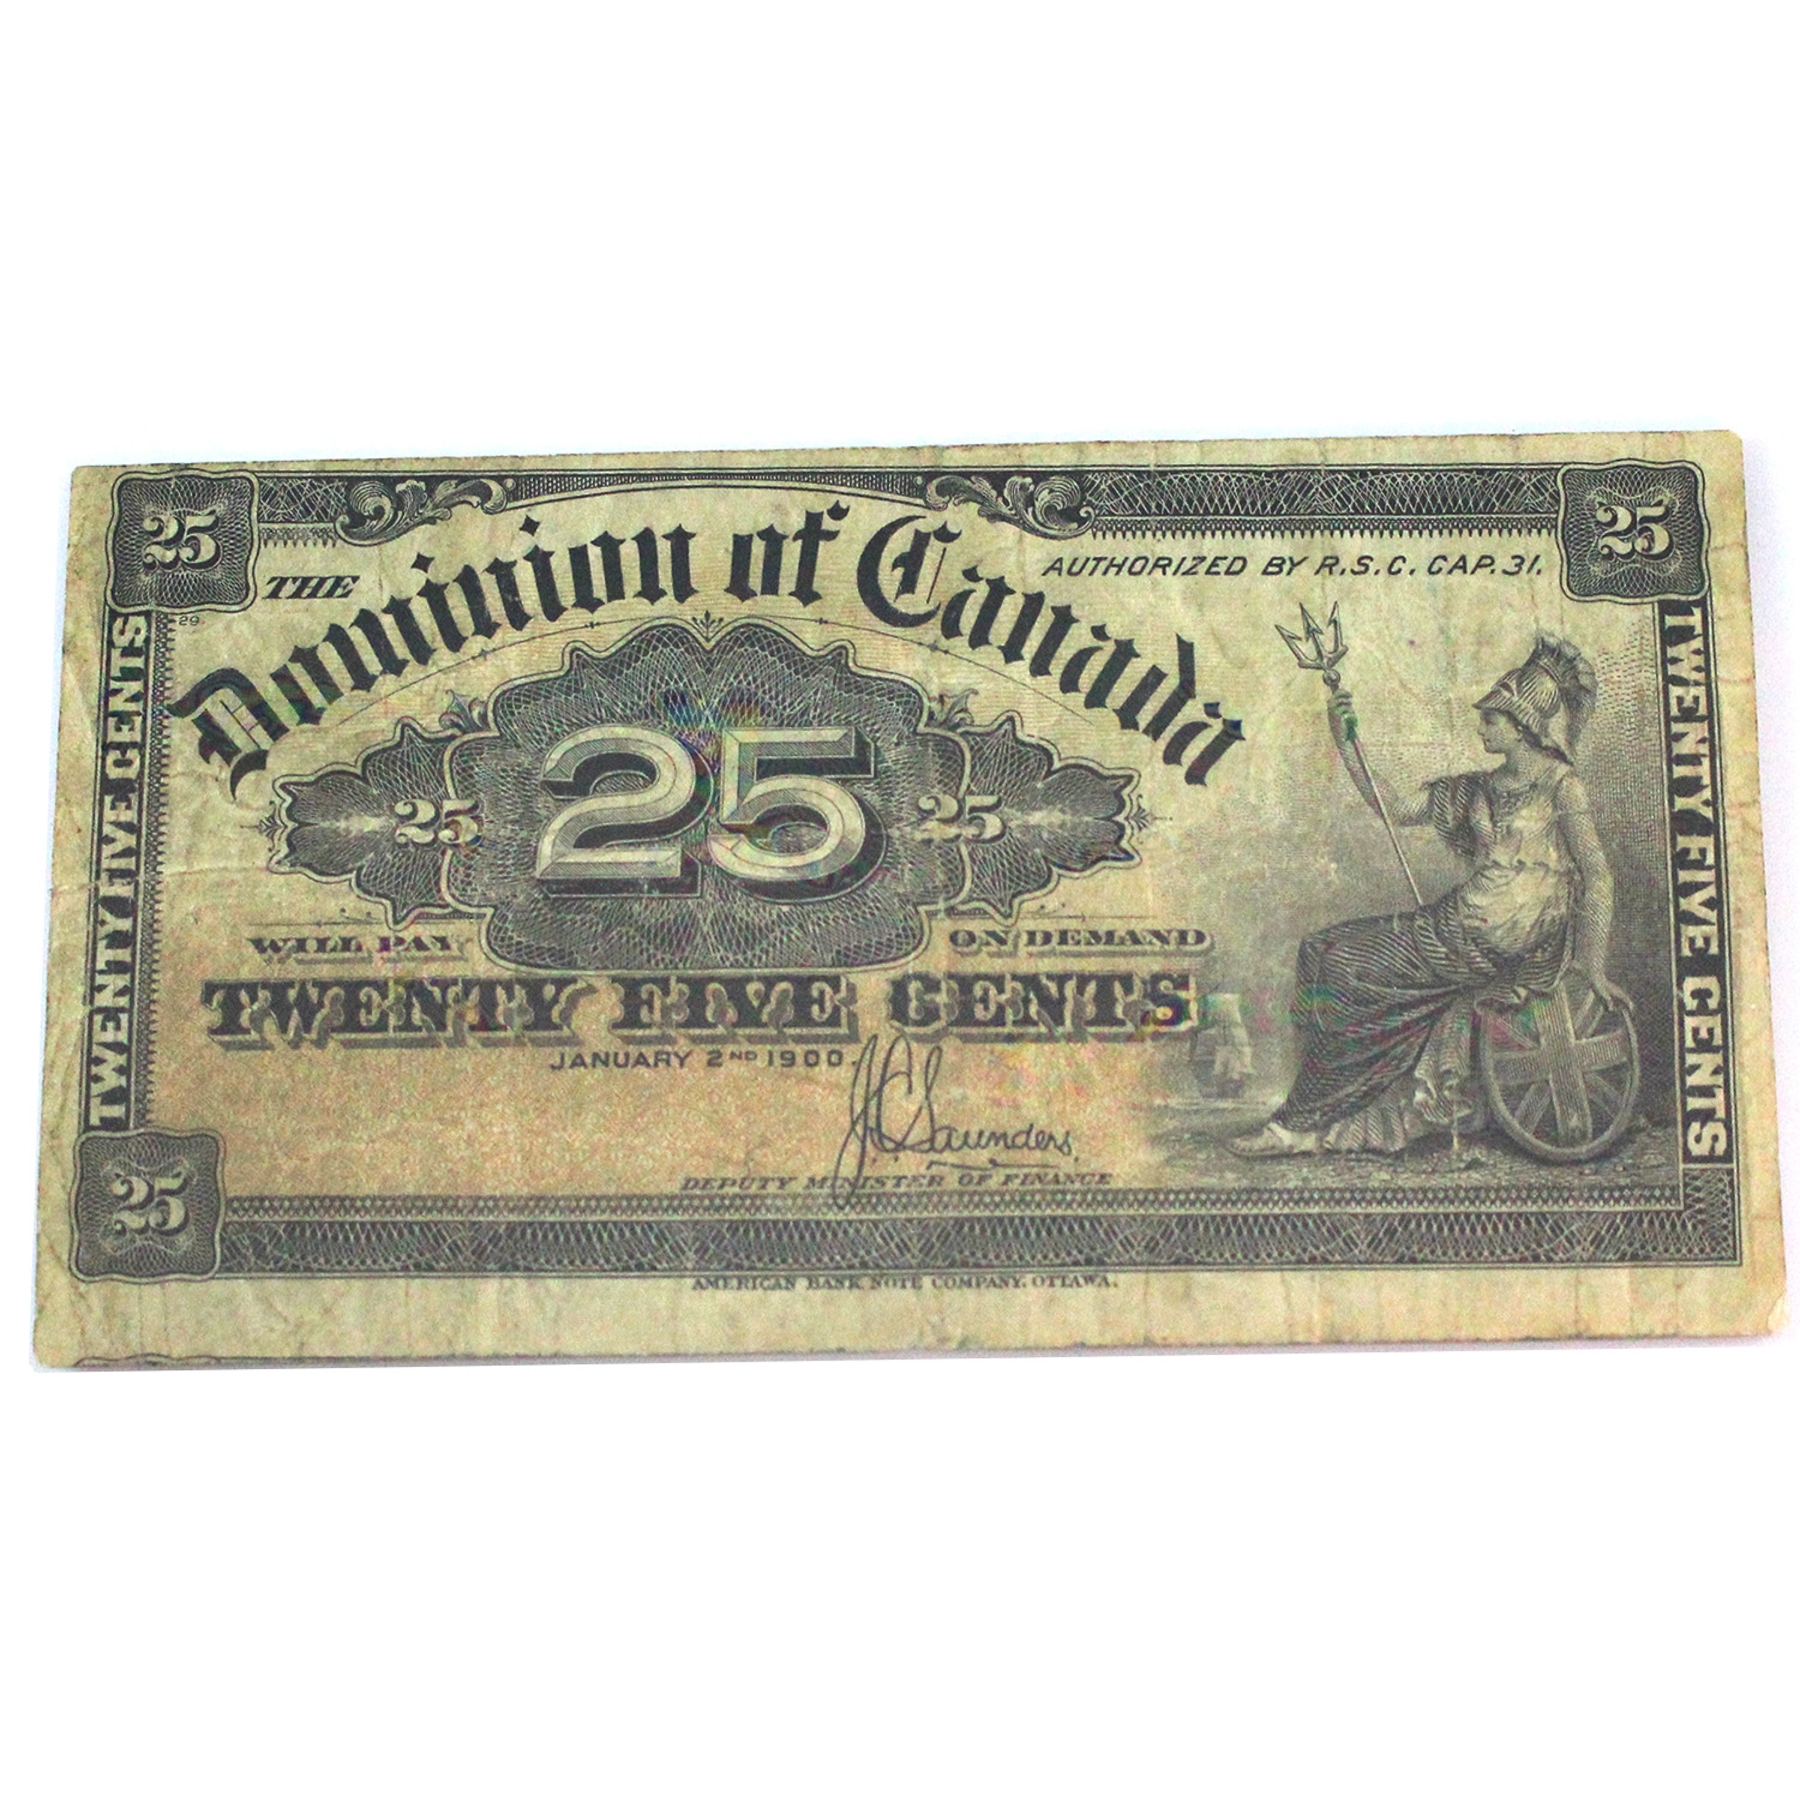 25
25
THE Dominion of Canada
AUTHORIZED BY R.S.C. CAP. 31.
29
TWENTY FIVE CENTS
TWENTY FIVE CENTS
25 25 25
WILL PAY ON DEMAND
TWENTY FIVE CENTS
JANUARY 2ND 1900.
J C Saunders
DEPUTY MINISTER OF FINANCE
25
AMERICAN BANK NOTE COMPANY, OTTAWA.